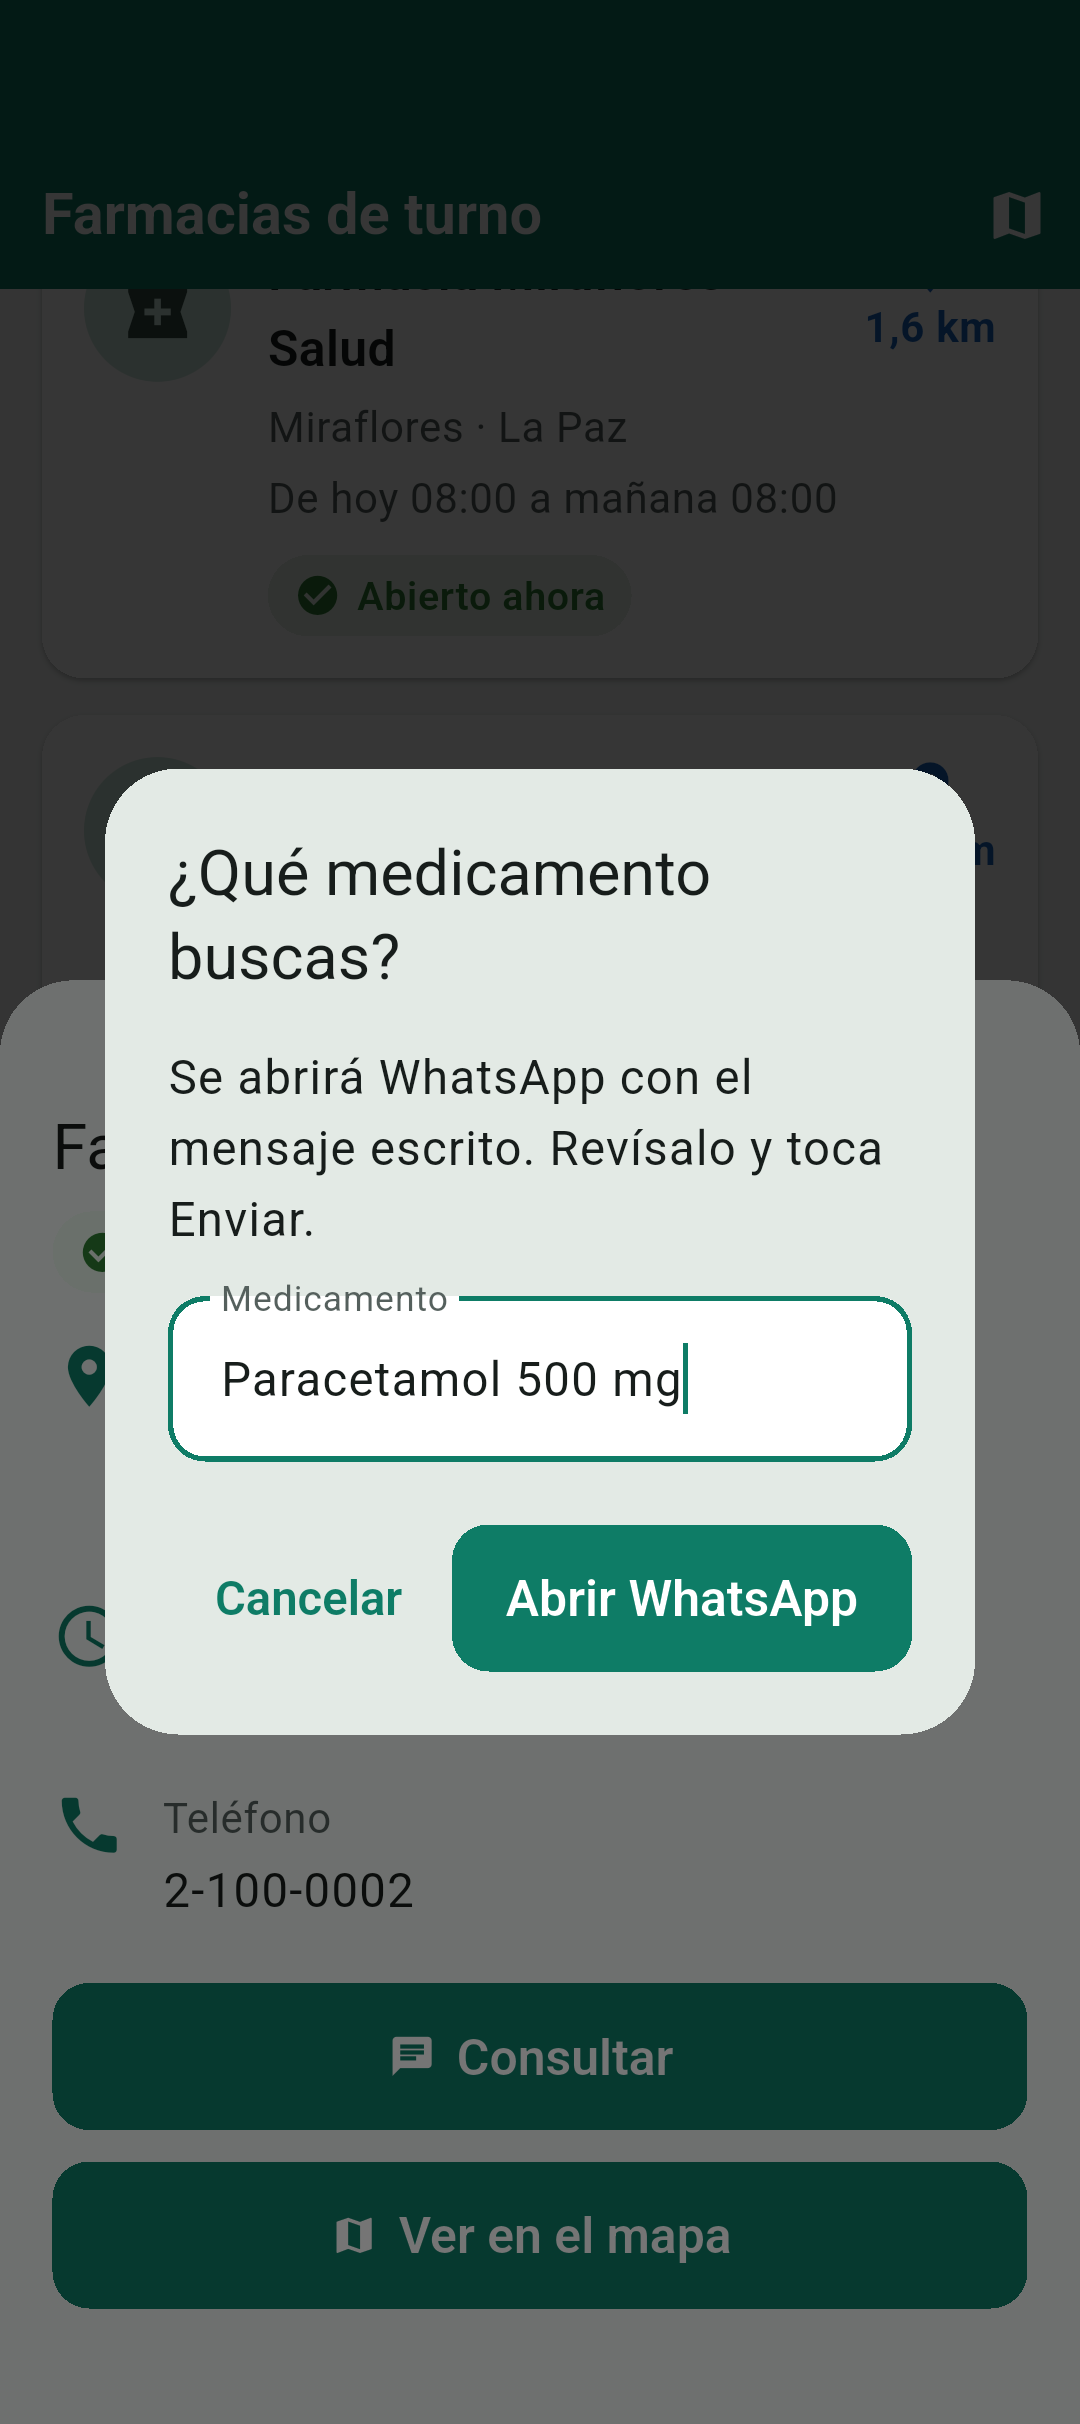 Farmacias de turno
Salud
1,6 km
Miraflores · La Paz
De hoy 08:00 a mañana 08:00
Abierto ahora
¿Qué medicamento
buscas?
Se abrirá WhatsApp con el
mensaje escrito. Revísalo y toca
Enviar.
Medicamento
Paracetamol 500 mg
Cancelar
Abrir WhatsApp
Teléfono
2-100-0002
Consultar
Ver en el mapa